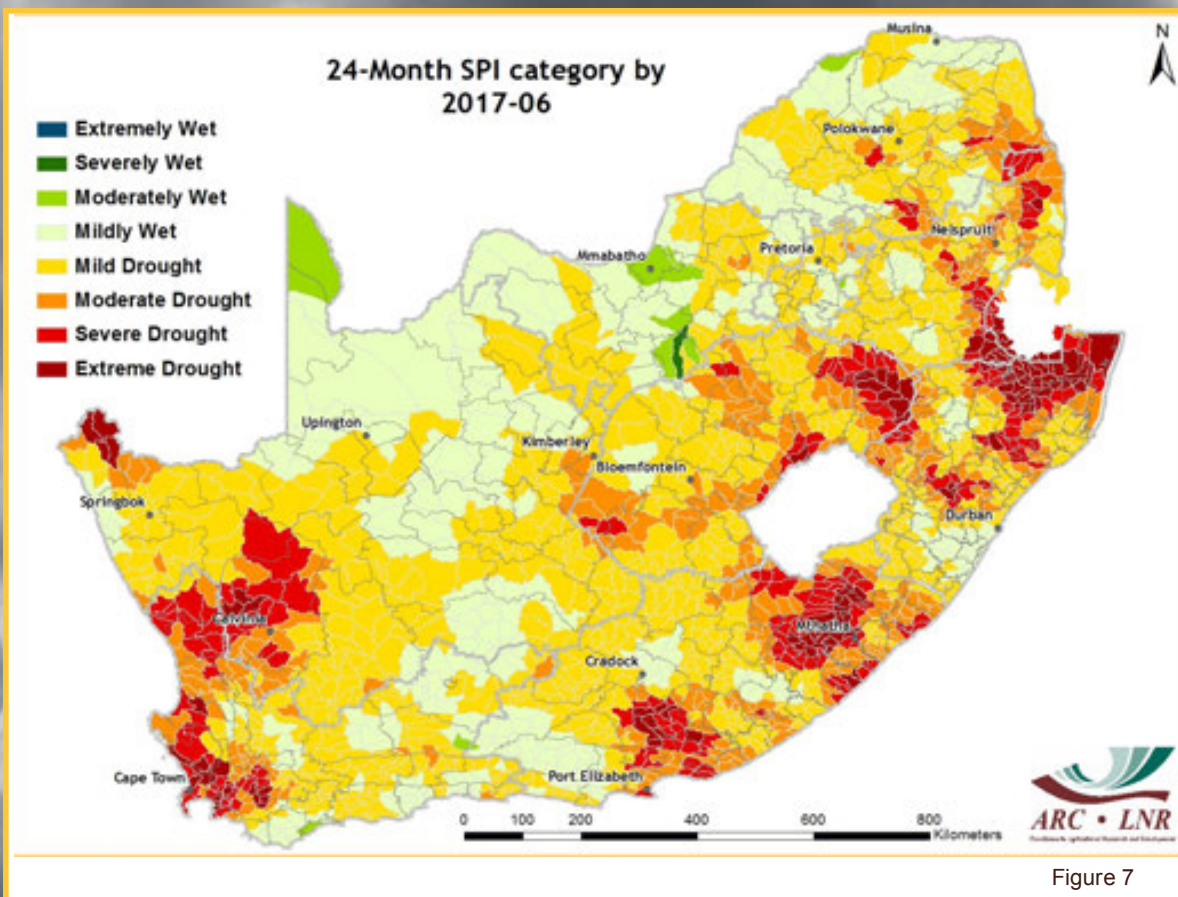 24-Month SPI category by
2017-06
N
Extremely Wet
Severely Wet
Moderately Wet
Mildly Wet
Mild Drought
Moderate Drought
Severe Drought
Extreme Drought
Musina
Polokwane
Nelspruit
Pretoria
Mmabatho
Upington
Kimberley
Bloemfontein
Springbok
Durban
Calvinia
Mthatha
Cradock
Cape Town
Port Elizabeth
0 100 200 400 600 800
Kilometers
ARC • LNR
Figure 7